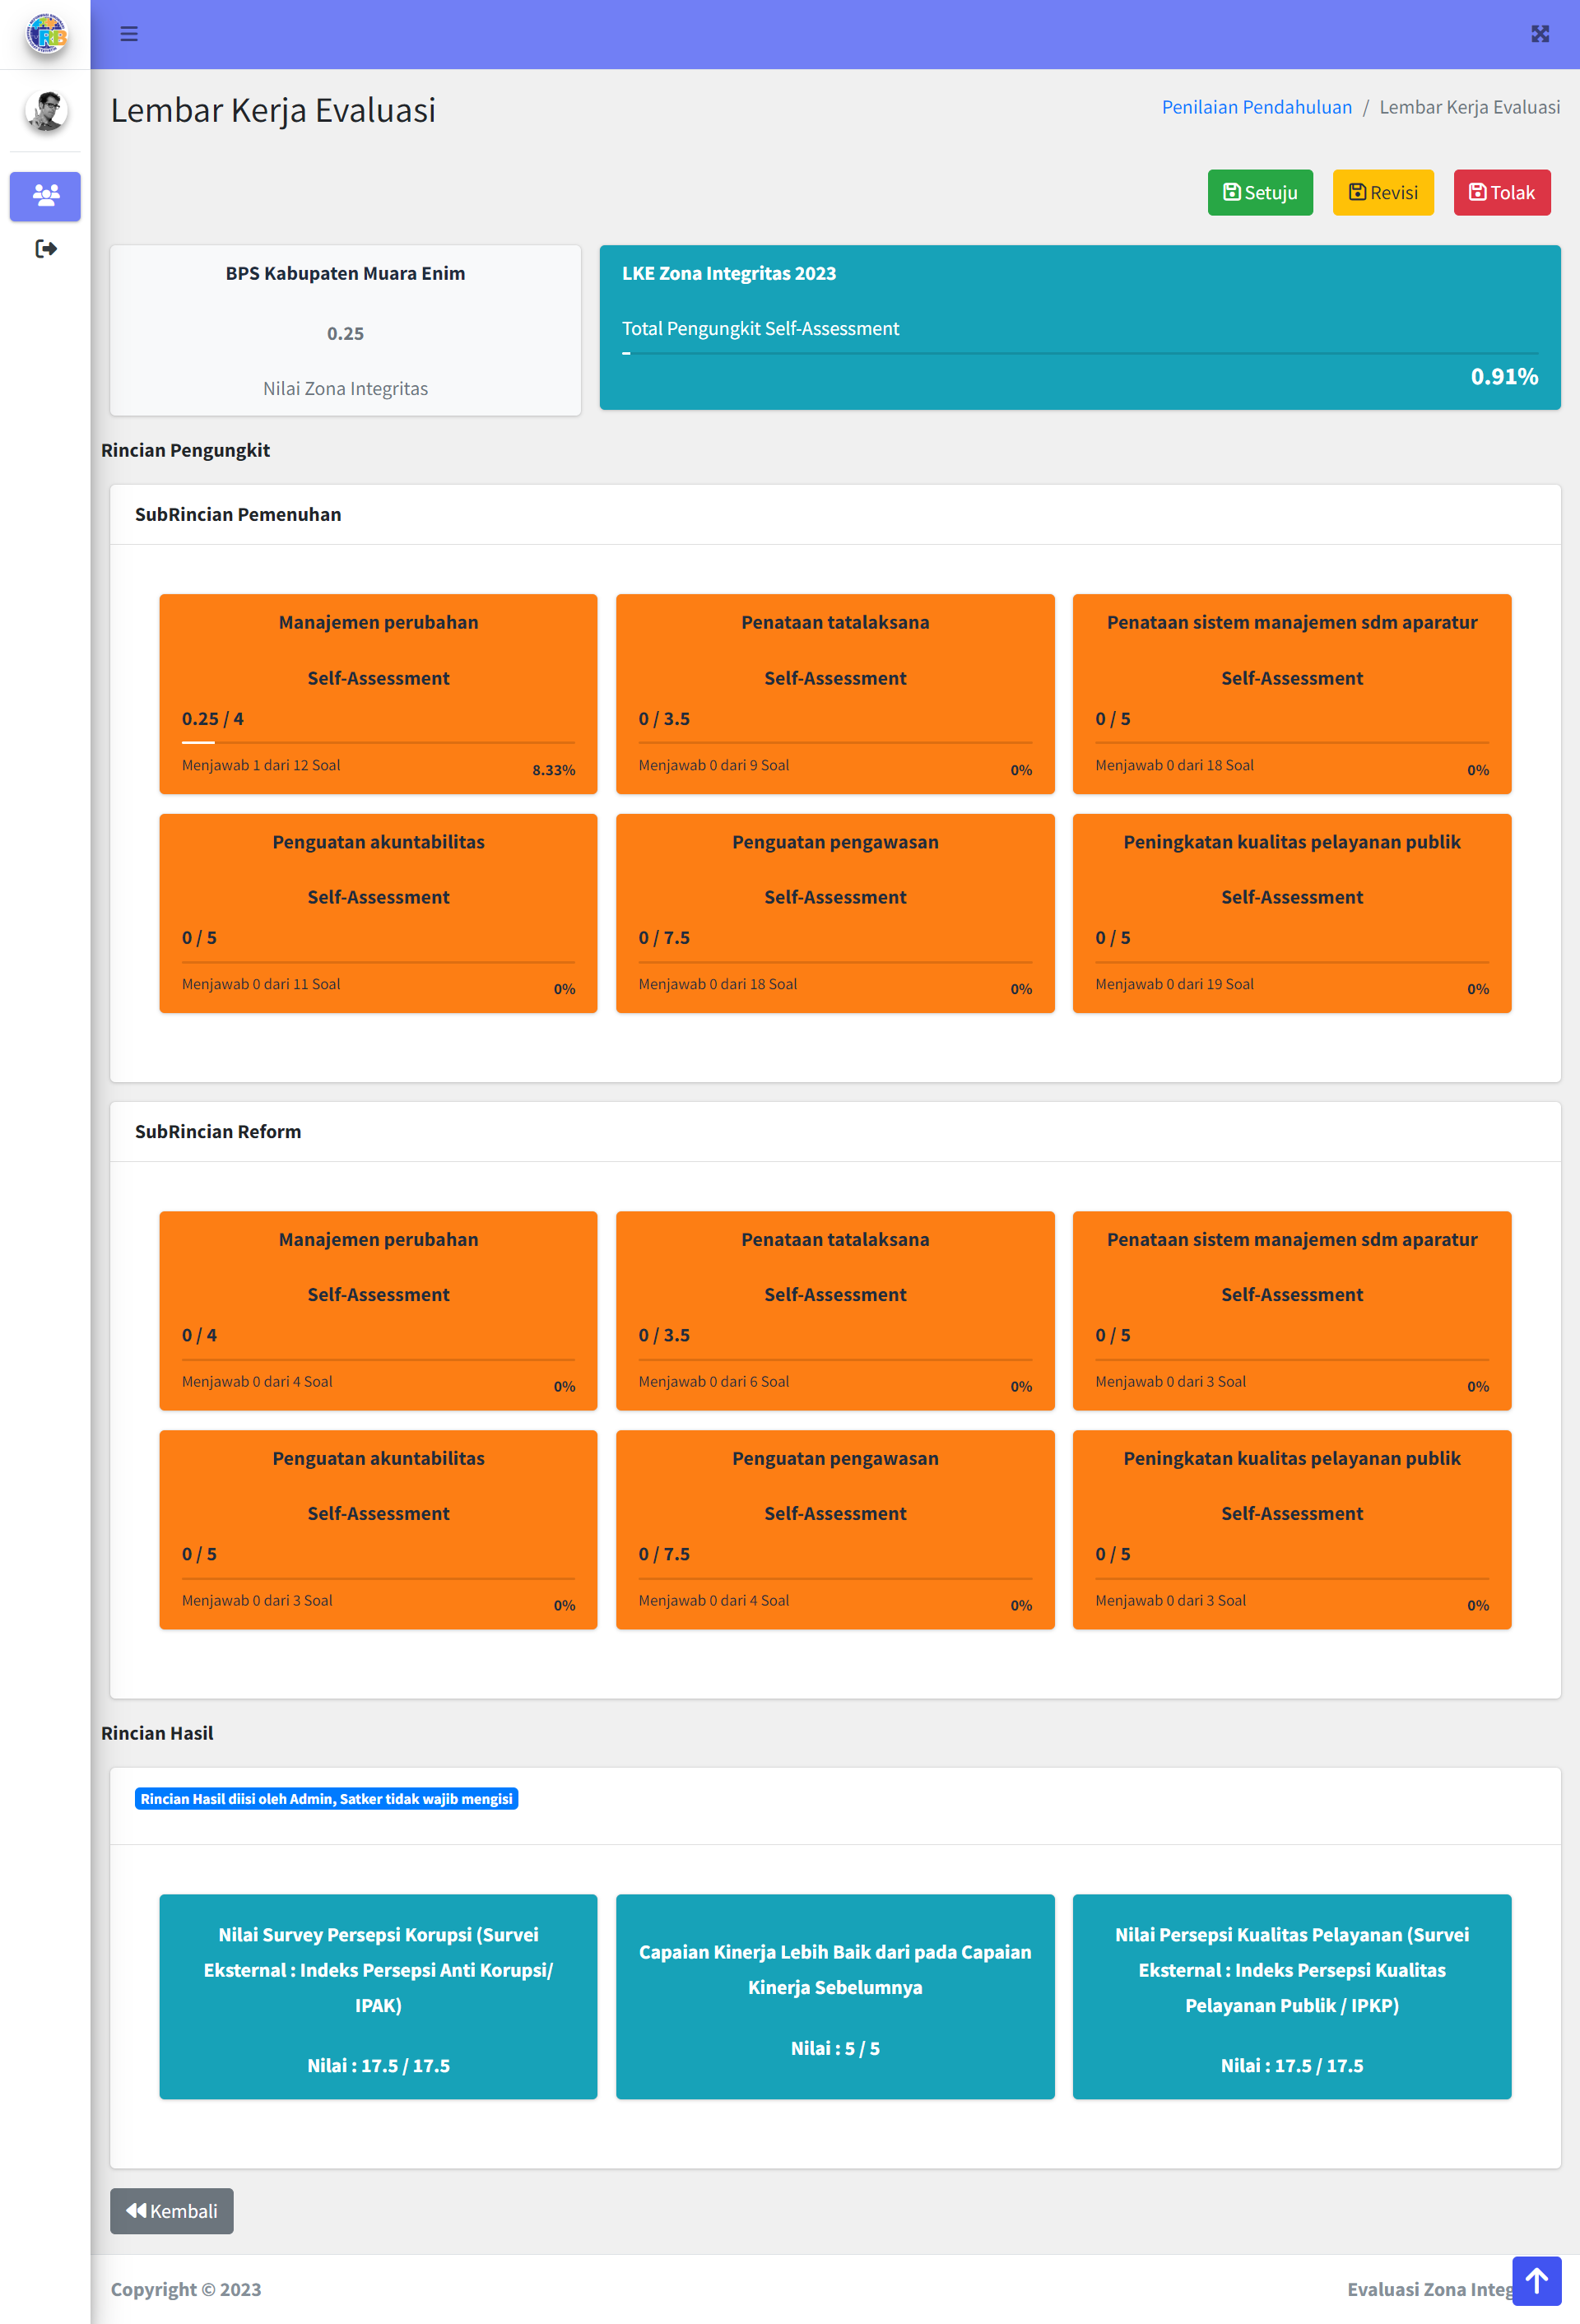 Lembar Kerja Evaluasi
Penilaian Pendahuluan / Lembar Kerja Evaluasi
Setuju
Revisi
Tolak
BPS Kabupaten Muara Enim
0.25
Nilai Zona Integritas
LKE Zona Integritas 2023
Total Pengungkit Self-Assessment
0.91%
Rincian Pengungkit
SubRincian Pemenuhan
Manajemen perubahan
Self-Assessment
0.25 / 4
Menjawab 1 dari 12 Soal
8.33%
Penataan tatalaksana
Self-Assessment
0 / 3.5
Menjawab 0 dari 9 Soal
0%
Penataan sistem manajemen sdm aparatur
Self-Assessment
0 / 5
Menjawab 0 dari 18 Soal
0%
Penguatan akuntabilitas
Self-Assessment
0 / 5
Menjawab 0 dari 11 Soal
0%
Penguatan pengawasan
Self-Assessment
0 / 7.5
Menjawab 0 dari 18 Soal
0%
Peningkatan kualitas pelayanan publik
Self-Assessment
0 / 5
Menjawab 0 dari 19 Soal
0%
SubRincian Reform
Manajemen perubahan
Self-Assessment
0 / 4
Menjawab 0 dari 4 Soal
0%
Penataan tatalaksana
Self-Assessment
0 / 3.5
Menjawab 0 dari 6 Soal
0%
Penataan sistem manajemen sdm aparatur
Self-Assessment
0 / 5
Menjawab 0 dari 3 Soal
0%
Penguatan akuntabilitas
Self-Assessment
0 / 5
Menjawab 0 dari 3 Soal
0%
Penguatan pengawasan
Self-Assessment
0 / 7.5
Menjawab 0 dari 4 Soal
0%
Peningkatan kualitas pelayanan publik
Self-Assessment
0 / 5
Menjawab 0 dari 3 Soal
0%
Rincian Hasil
Rincian Hasil diisi oleh Admin, Satker tidak wajib mengisi
Nilai Survey Persepsi Korupsi (Survei
Eksternal : Indeks Persepsi Anti Korupsi/
IPAK)
Nilai : 17.5 / 17.5
Capaian Kinerja Lebih Baik dari pada Capaian
Kinerja Sebelumnya
Nilai : 5 / 5
Nilai Persepsi Kualitas Pelayanan (Survei
Eksternal : Indeks Persepsi Kualitas
Pelayanan Publik / IPKP)
Nilai : 17.5 / 17.5
Kembali
Copyright © 2023
Evaluasi Zona Integ